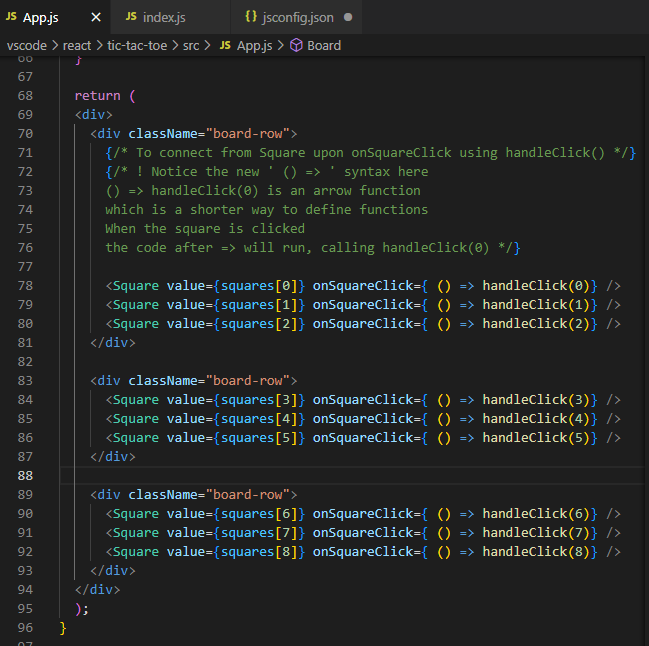 JS App.js ×
JS index.js
{} jsconfig.json ●
vscode > react > tic-tac-toe > src > JS App.js > Board
66 }
67
68 return (
69 <div>
70 <div className="board-row">
71 {/* To connect from Square upon onSquareClick using handleClick() */}
72 {/* ! Notice the new ' () => ' syntax here
73 () => handleClick(0) is an arrow function
74 which is a shorter way to define functions
75 When the square is clicked
76 the code after => will run, calling handleClick(0) */}
77
78 <Square value={squares[0]} onSquareClick={ () => handleClick(0)} />
79 <Square value={squares[1]} onSquareClick={ () => handleClick(1)} />
80 <Square value={squares[2]} onSquareClick={ () => handleClick(2)} />
81 </div>
82
83 <div className="board-row">
84 <Square value={squares[3]} onSquareClick={ () => handleClick(3)} />
85 <Square value={squares[4]} onSquareClick={ () => handleClick(4)} />
86 <Square value={squares[5]} onSquareClick={ () => handleClick(5)} />
87 </div>
88
89 <div className="board-row">
90 <Square value={squares[6]} onSquareClick={ () => handleClick(6)} />
91 <Square value={squares[7]} onSquareClick={ () => handleClick(7)} />
92 <Square value={squares[8]} onSquareClick={ () => handleClick(8)} />
93 </div>
94 </div>
95 );
96 }
97